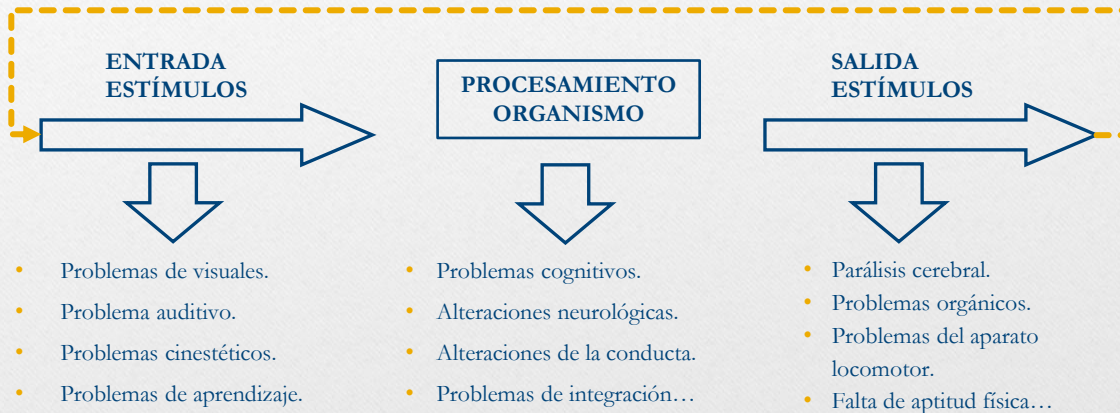 ENTRADA
ESTÍMULOS
• Problemas de visuales.
• Problema auditivo.
• Problemas cinestéticos.
• Problemas de aprendizaje.
PROCESAMIENTO
ORGANISMO
• Problemas cognitivos.
• Alteraciones neurológicas.
• Alteraciones de la conducta.
• Problemas de integración…
SALIDA
ESTÍMULOS
• Parálisis cerebral.
• Problemas orgánicos.
• Problemas del aparato
locomotor.
• Falta de aptitud física…